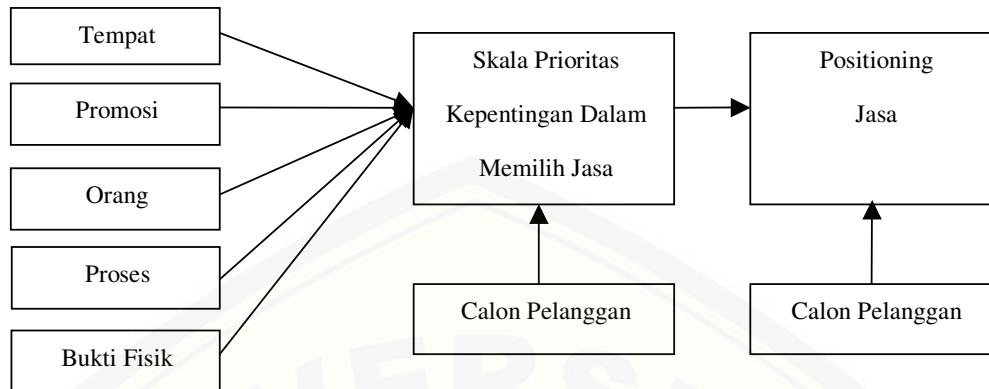 Tempat
Promosi
Orang
Proses
Bukti Fisik
Skala Prioritas
Kepentingan Dalam
Memilih Jasa
Calon Pelanggan
Positioning
Jasa
Calon Pelanggan